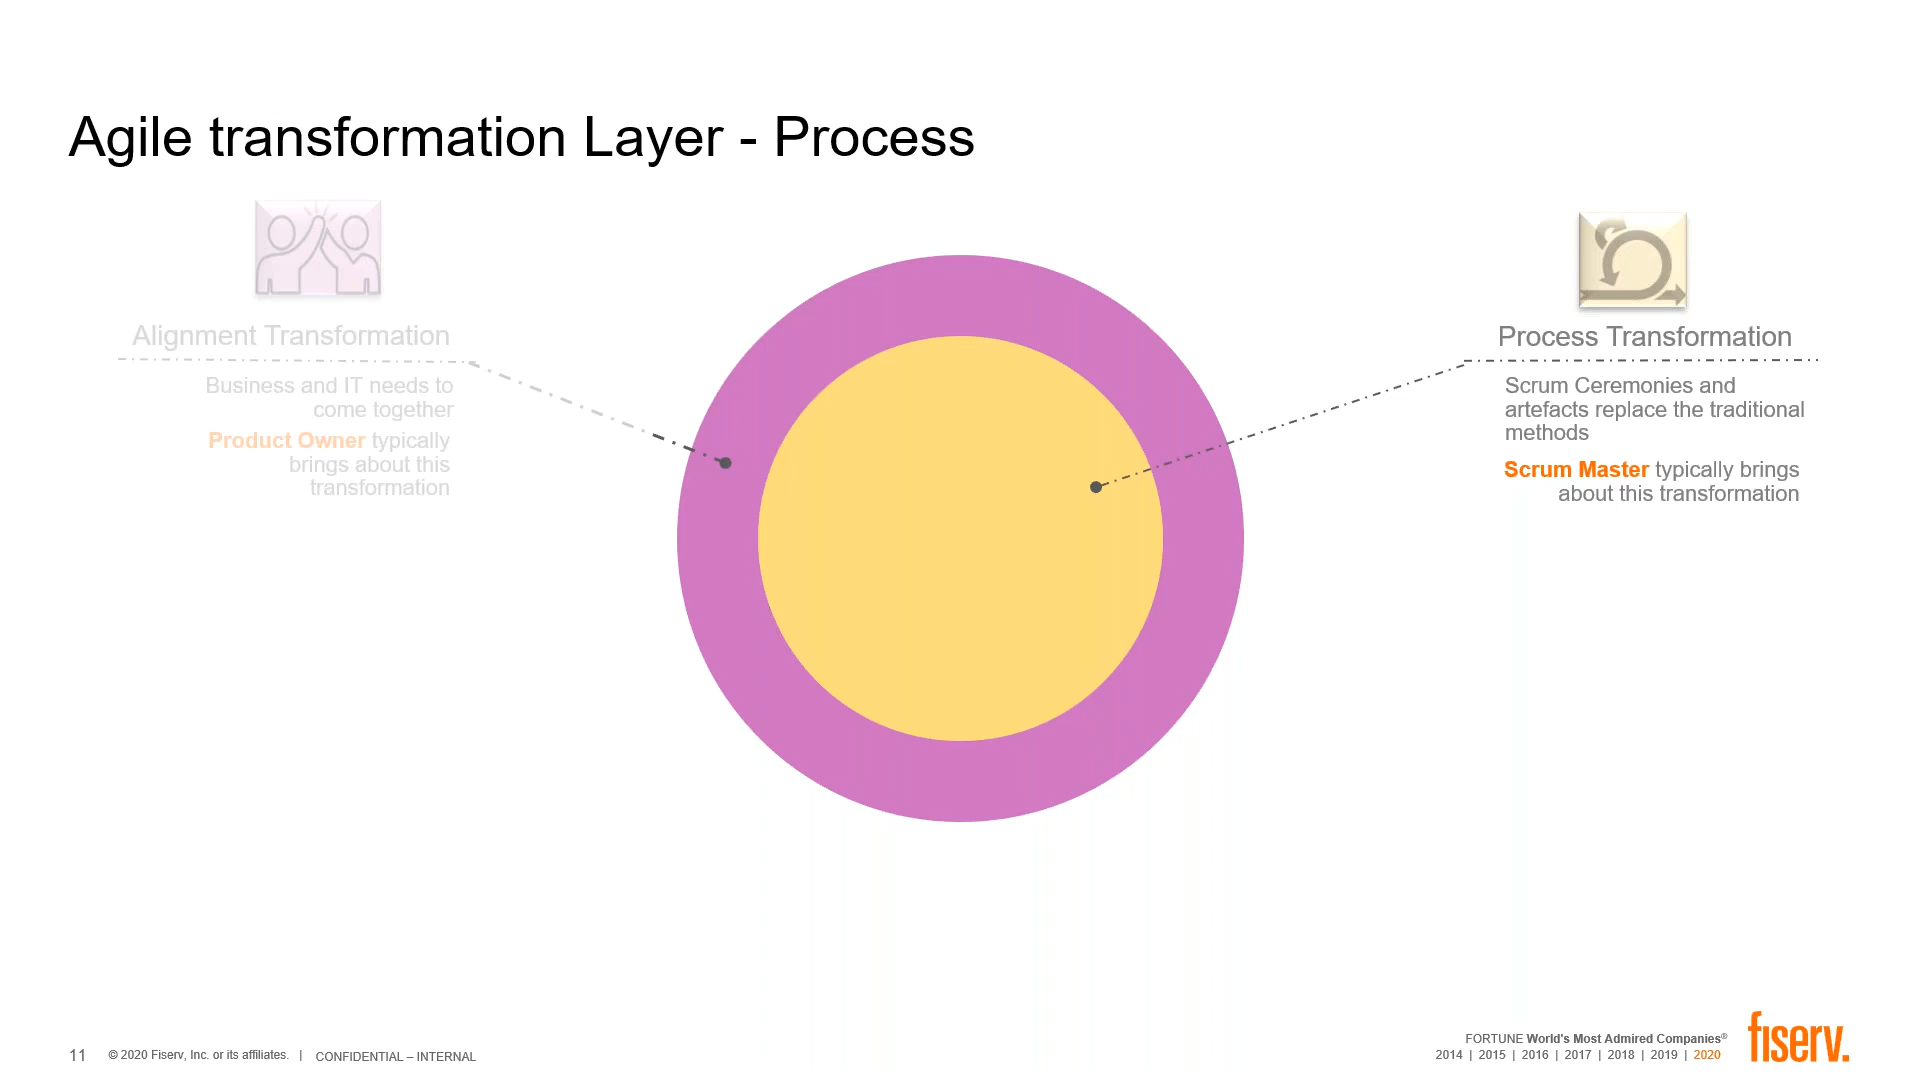 Agile transformation Layer - Process
Alignment Transformation
Business and IT needs to
come together
Product Owner typically
brings about this
transformation
Process Transformation
Scrum Ceremonies and
artefacts replace the traditional
methods
Scrum Master typically brings
about this transformation
11 © 2020 Fiserv, Inc. or its affiliates. | CONFIDENTIAL – INTERNAL
FORTUNE World's Most Admired Companies®
2014 | 2015 | 2016 | 2017 | 2018 | 2019 | 2020
fiserv.